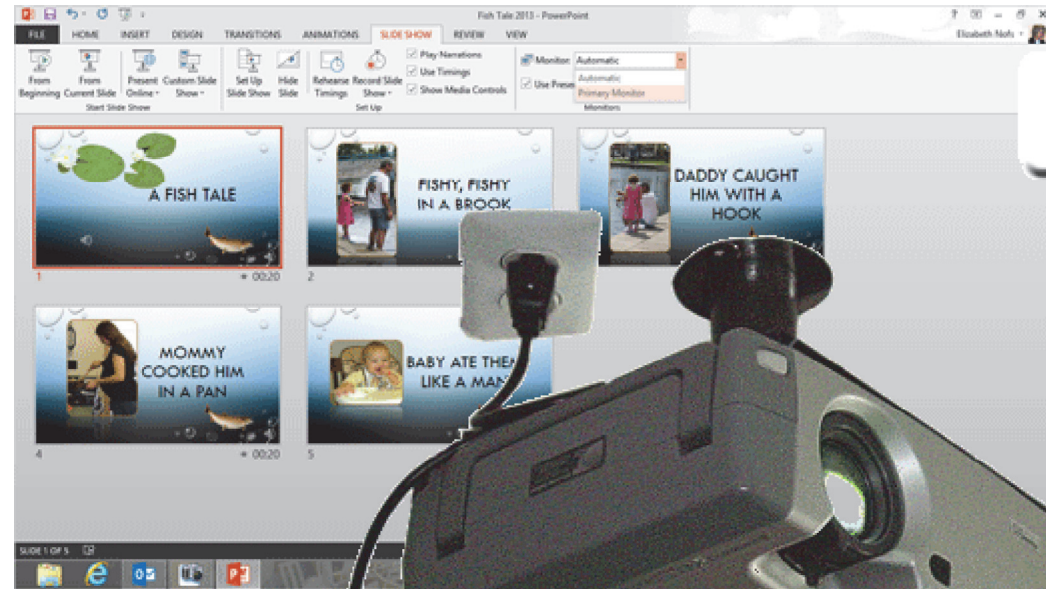 Fish Tale 2013 - PowerPoint
FILE HOME INSERT DESIGN TRANSITIONS ANIMATIONS SLIDE SHOW REVIEW VIEW
Elizabeth Nofs
From Beginning
From Current Slide
Present Online
Custom Slide Show
Start Slide Show
Set Up Slide Show
Hide Slide
Rehearse Timings
Record Slide Show
Play Narrations
Use Timings
Show Media Controls
Set Up
Monitor: Automatic
Automatic
Use Prese
Primary Monitor
Monitors
A FISH TALE
1 00:20
FISHY, FISHY
IN A BROOK
2
DADDY CAUGHT
HIM WITH A
HOOK
MOMMY
COOKED HIM
IN A PAN
4 00:20
BABY ATE THEM
LIKE A MAN
5
SLIDE 1 OF 5